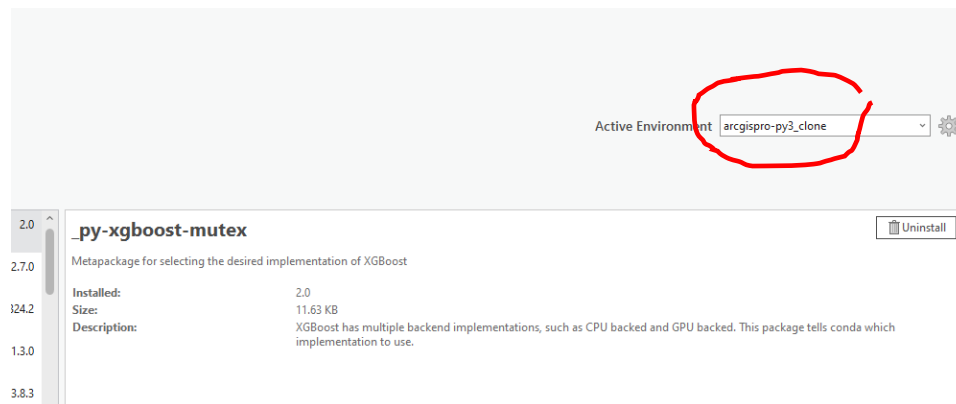 Active Environment arcgispro-py3_clone
2.0
_py-xgboost-mutex
Uninstall
2.7.0
Metapackage for selecting the desired implementation of XGBoost
Installed: 2.0
324.2
Size: 11.63 KB
Description: XGBoost has multiple backend implementations, such as CPU backed and GPU backed. This package tells conda which
implementation to use.
1.3.0
3.8.3